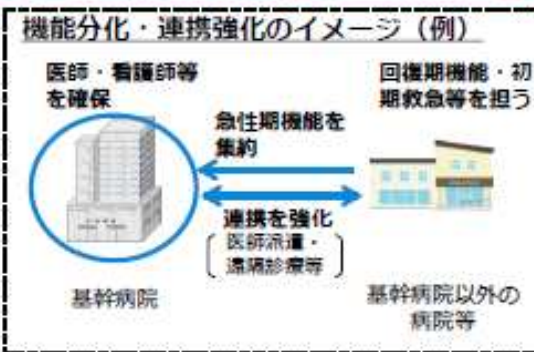 機能分化・連携強化のイメージ（例）
医師・看護師等
を確保
回復期機能・初
期救急等を担う
急性期機能を
集約
連携を強化
医師派遣・
遠隔診療等
基幹病院
基幹病院以外の
病院等